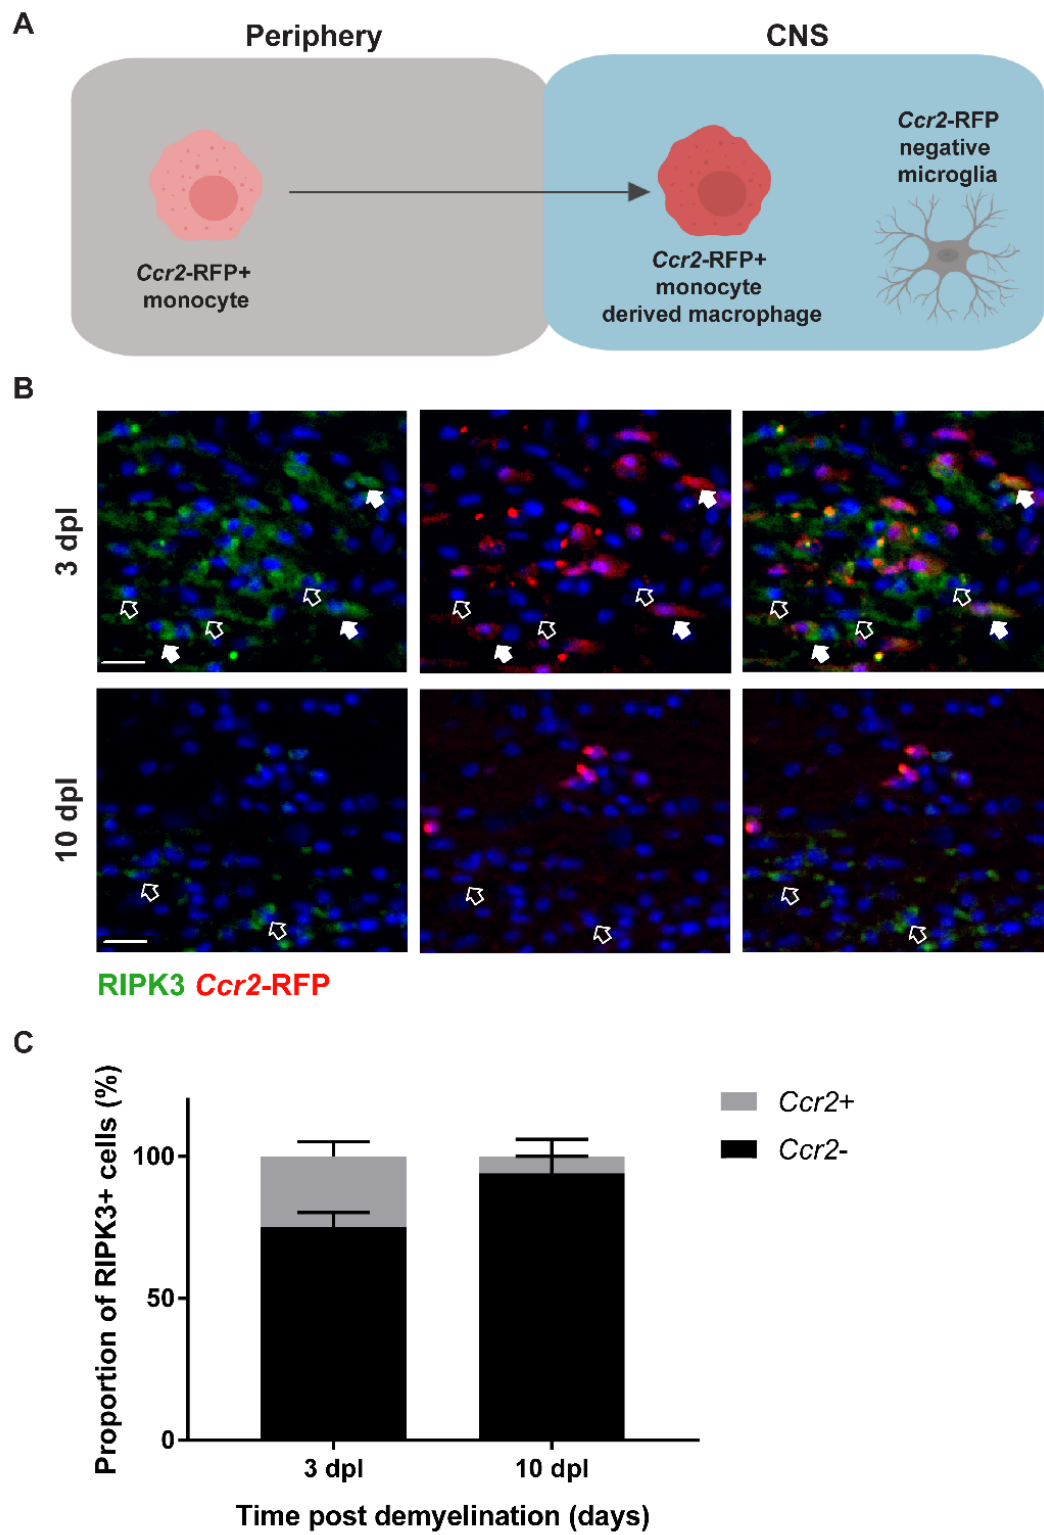 A
Periphery
CNS
Ccr2-RFP+
monocyte
Ccr2-RFP+
monocyte
derived macrophage
Ccr2-RFP
negative
microglia
B
3 dpl
10 dpl
RIPK3 Ccr2-RFP
C
Proportion of RIPK3+ cells (%)
100
50
0
3 dpl
10 dpl
Time post demyelination (days)
Ccr2+
Ccr2-